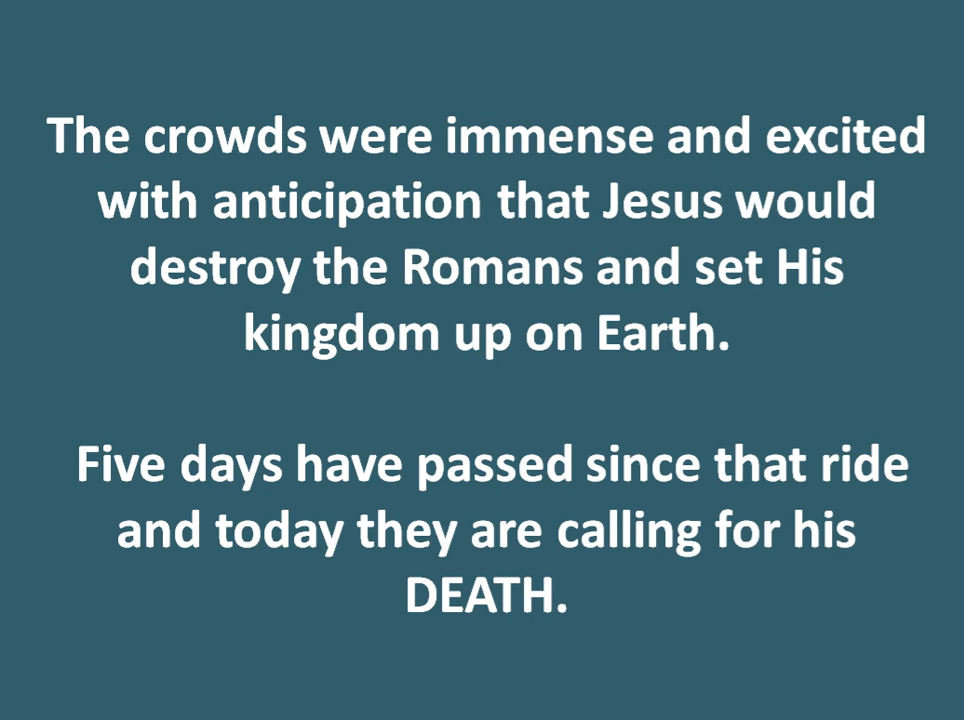 The crowds were immense and excited
with anticipation that Jesus would
destroy the Romans and set His
kingdom up on Earth.
Five days have passed since that ride
and today they are calling for his
DEATH.